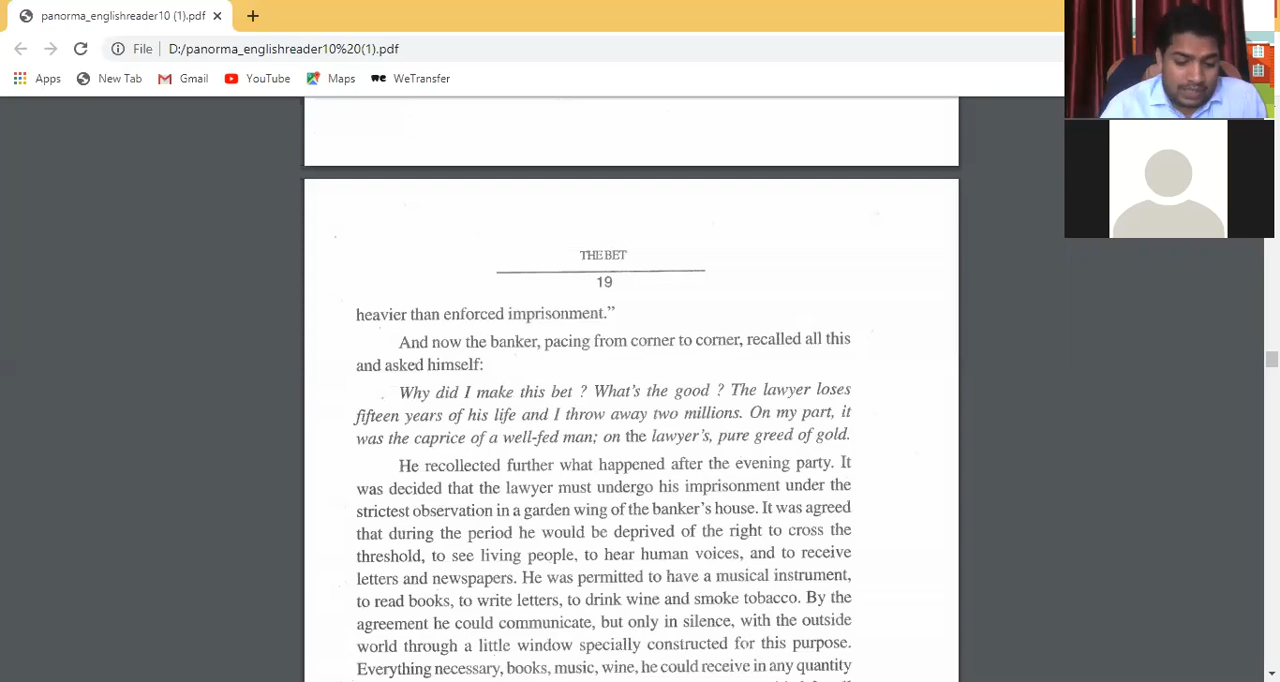 panorma_englishreader10 (1).pdf
File D:/panorma_englishreader10%20(1).pdf
Apps New Tab Gmail YouTube Maps we WeTransfer
THE BET
19
heavier than enforced imprisonment.”
And now the banker, pacing from corner to corner, recalled all this
and asked himself:
Why did I make this bet ? What's the good ? The lawyer loses
fifteen years of his life and I throw away two millions. On my part, it
was the caprice of a well-fed man; on the lawyer's, pure greed of gold.
He recollected further what happened after the evening party. It
was decided that the lawyer must undergo his imprisonment under the
strictest observation in a garden wing of the banker's house. It was agreed
that during the period he would be deprived of the right to cross the
threshold, to see living people, to hear human voices, and to receive
letters and newspapers. He was permitted to have a musical instrument,
to read books, to write letters, to drink wine and smoke tobacco. By the
agreement he could communicate, but only in silence, with the outside
world through a little window specially constructed for this purpose.
Everything necessary, books, music, wine, he could receive in any quantity